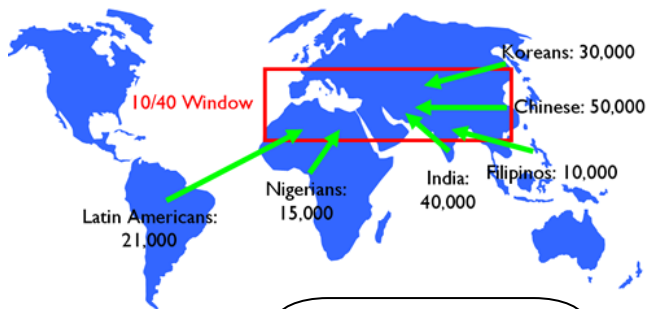 Koreans: 30,000
10/40 Window
Chinese: 50,000
Filipinos: 10,000
India:
40,000
Nigerians:
15,000
Latin Americans:
21,000